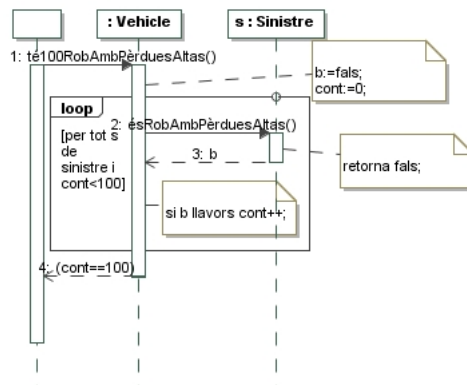 : Vehicle
s : Sinistre
1: té100RobAmbPèrduesAltas()
b:=fals;
cont:=0;
loop
2: ésRobAmbPèrduesAltas()
[per tot s
de
sinistre i
cont<100]
3: b
retorna fals;
si b llavors cont++;
4: (cont==100)